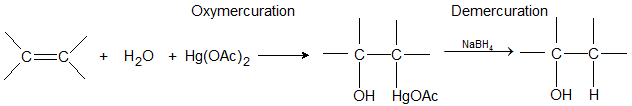 Oxymercuration Demercuration
C=C + H₂O + Hg(OAc)₂ → C C NaBH₄ → C C
OH HgOAc OH H